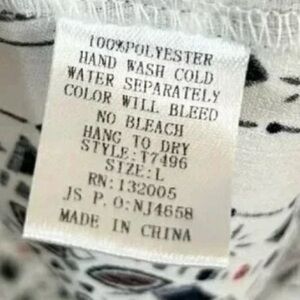 100%POLYESTER
HAND WASH COLD
WATER SEPARATELY
COLOR WILL BLEED
NO BLEACH
HANG TO DRY
STYLE:T7496
SIZE:L
RN:132005
JS P.O:NJ4658
MADE IN CHINA